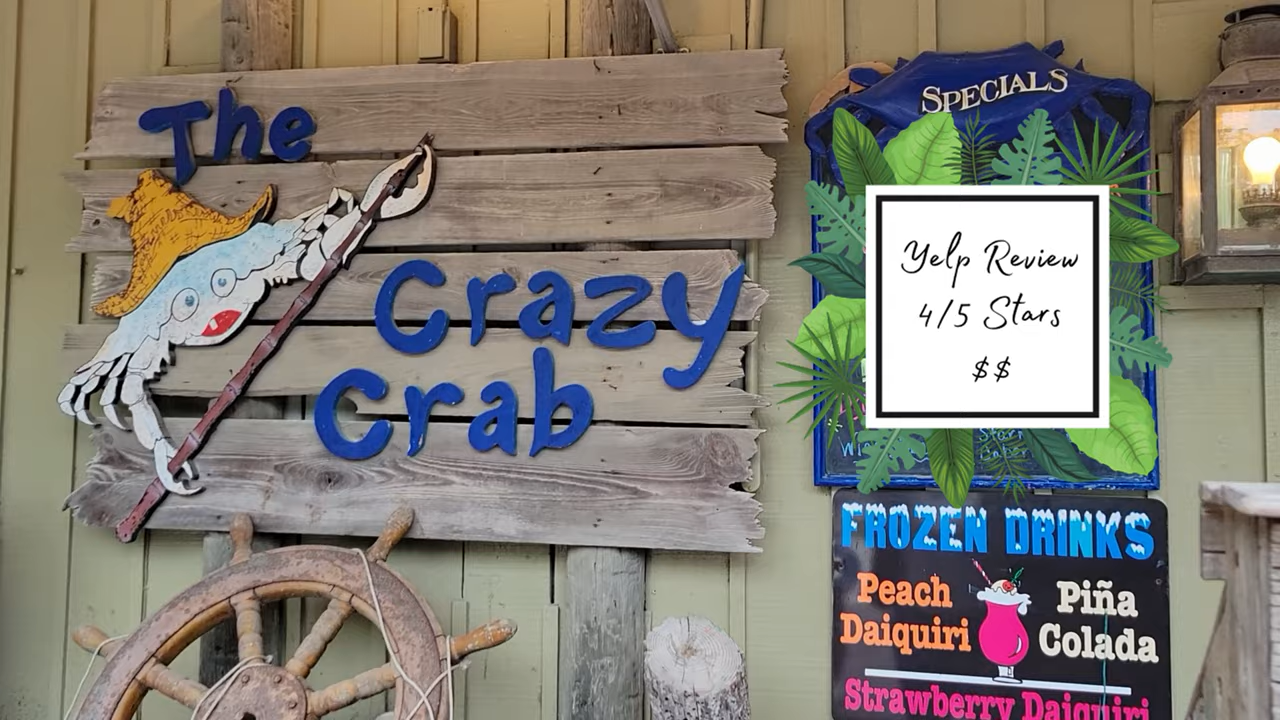 The
Crazy
Crab
SPECIALS
Yelp Review
4/5 Stars
$$
FROZEN DRINKS
Peach
Daiquiri
Piña
Colada
Strawberry Daiquiri